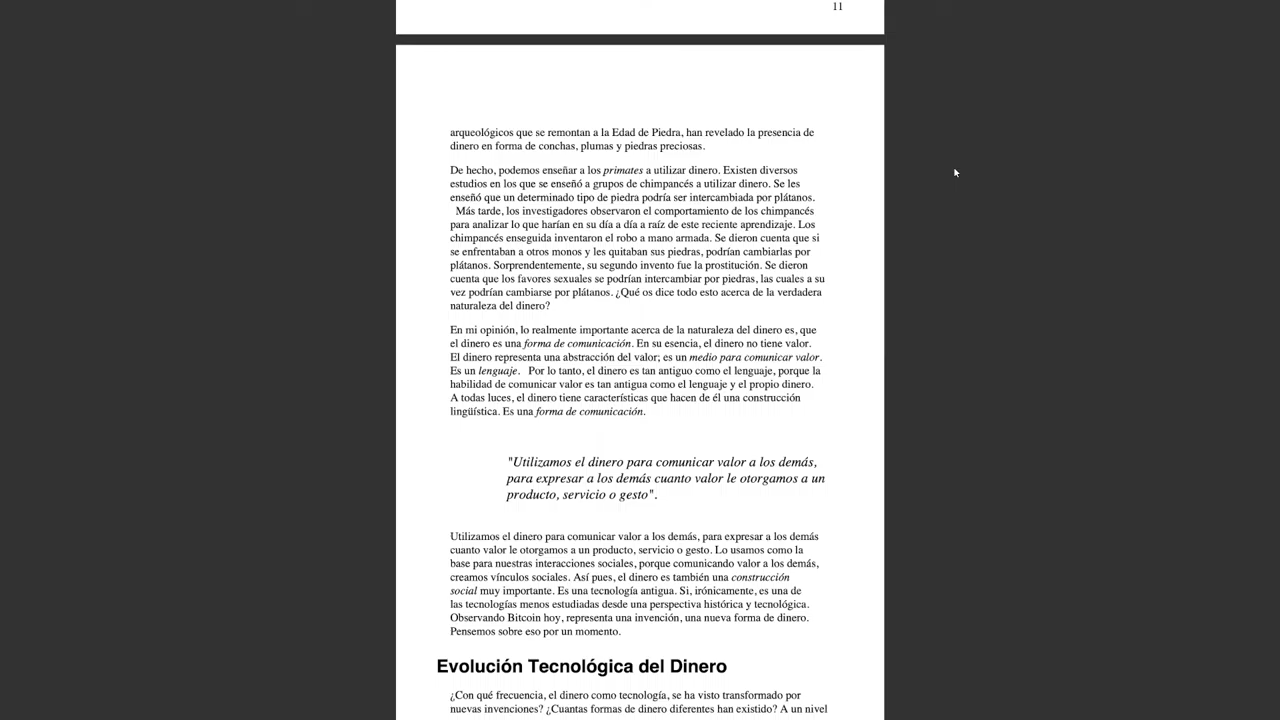 11
arqueológicos que se remontan a la Edad de Piedra, han revelado la presencia de
dinero en forma de conchas, plumas y piedras preciosas.
De hecho, podemos enseñar a los primates a utilizar dinero. Existen diversos
estudios en los que se enseñó a grupos de chimpancés a utilizar dinero. Se les
enseñó que un determinado tipo de piedra podría ser intercambiada por plátanos.
Más tarde, los investigadores observaron el comportamiento de los chimpancés
para analizar lo que harían en su día a día a raíz de este reciente aprendizaje. Los
chimpancés enseguida inventaron el robo a mano armada. Se dieron cuenta que si
se enfrentaban a otros monos y les quitaban sus piedras, podrían cambiarlas por
plátanos. Sorprendentemente, su segundo invento fue la prostitución. Se dieron
cuenta que los favores sexuales se podrían intercambiar por piedras, las cuales a su
vez podrían cambiarse por plátanos. ¿Qué os dice todo esto acerca de la verdadera
naturaleza del dinero?
En mi opinión, lo realmente importante acerca de la naturaleza del dinero es, que
el dinero es una forma de comunicación. En su esencia, el dinero no tiene valor.
El dinero representa una abstracción del valor; es un medio para comunicar valor.
Es un lenguaje. Por lo tanto, el dinero es tan antiguo como el lenguaje, porque la
habilidad de comunicar valor es tan antigua como el lenguaje y el propio dinero.
A todas luces, el dinero tiene características que hacen de él una construcción
lingüística. Es una forma de comunicación.
"Utilizamos el dinero para comunicar valor a los demás,
para expresar a los demás cuanto valor le otorgamos a un
producto, servicio o gesto".
Utilizamos el dinero para comunicar valor a los demás, para expresar a los demás
cuanto valor le otorgamos a un producto, servicio o gesto. Lo usamos como la
base para nuestras interacciones sociales, porque comunicando valor a los demás,
creamos vínculos sociales. Así pues, el dinero es también una construcción
social muy importante. Es una tecnología antigua. Si, irónicamente, es una de
las tecnologías menos estudiadas desde una perspectiva histórica y tecnológica.
Observando Bitcoin hoy, representa una invención, una nueva forma de dinero.
Pensemos sobre eso por un momento.
Evolución Tecnológica del Dinero
¿Con qué frecuencia, el dinero como tecnología, se ha visto transformado por
nuevas invenciones? ¿Cuantas formas de dinero diferentes han existido? A un nivel